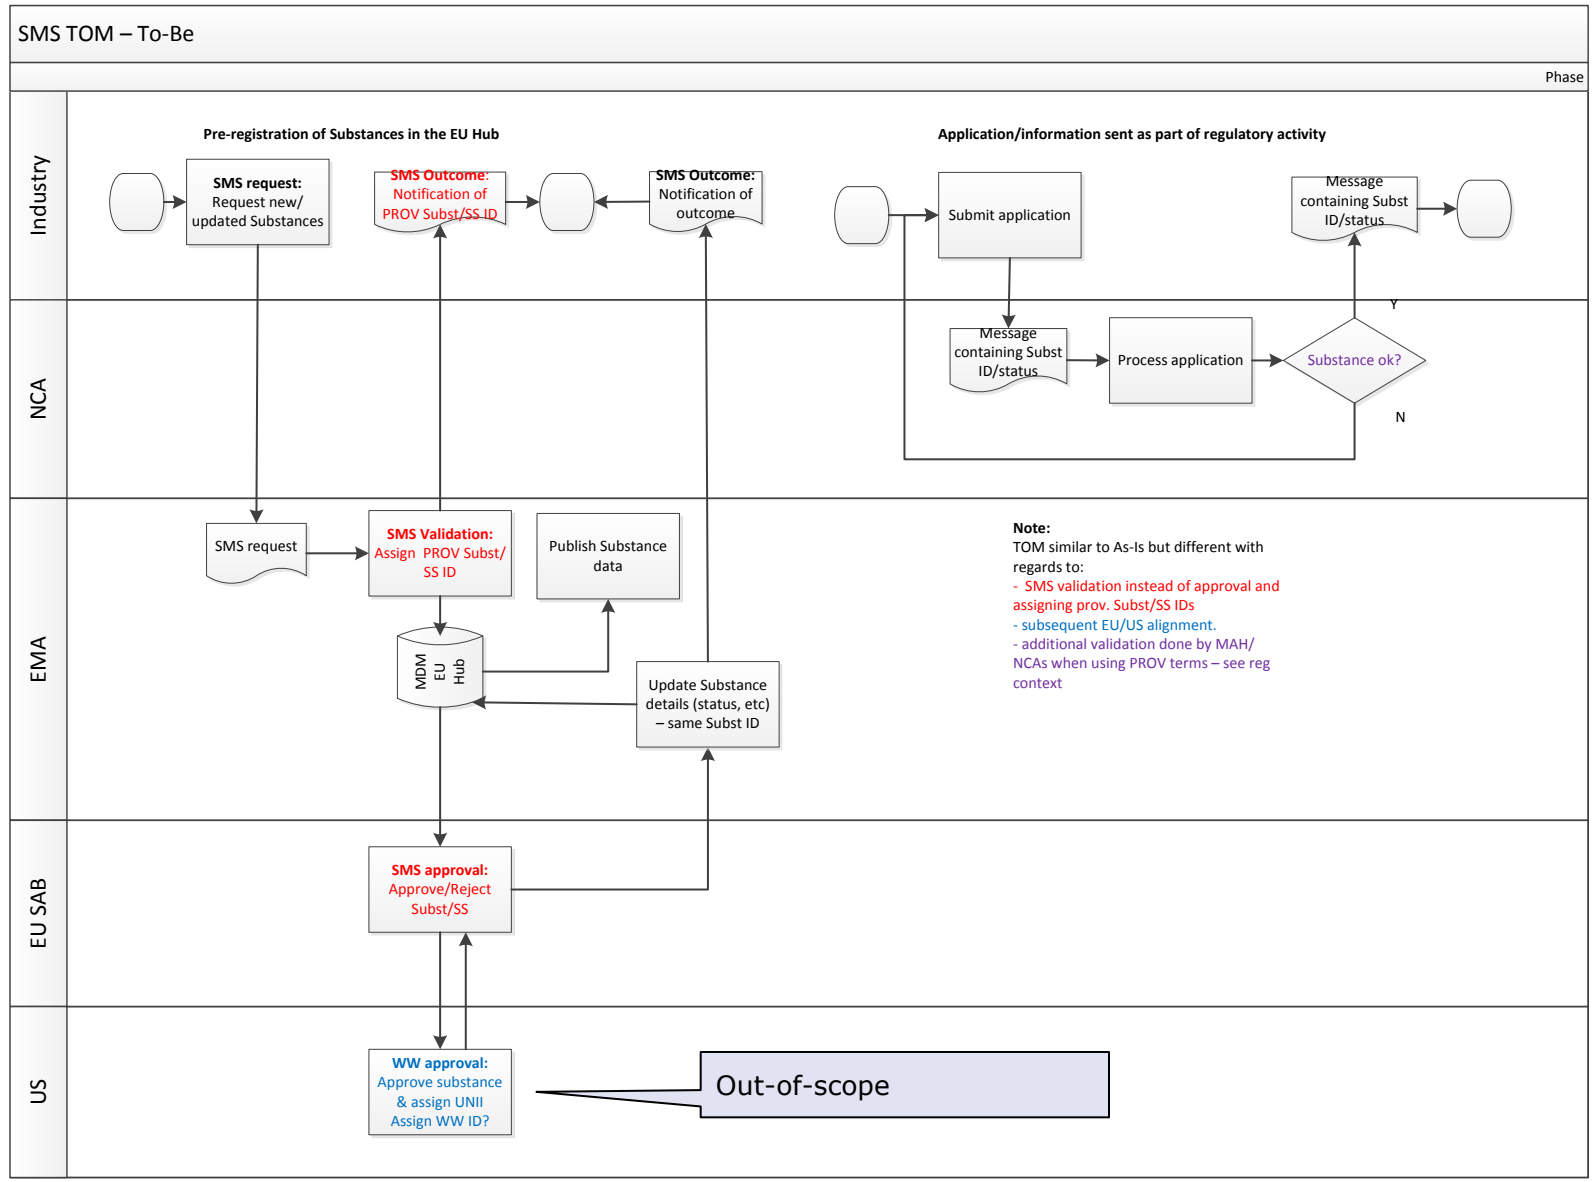 SMS TOM – To-Be
Phase
Industry
Pre-registration of Substances in the EU Hub
Application/information sent as part of regulatory activity
SMS request:
Request new/
updated Substances
SMS Outcome:
Notification of
PROV Subst/SS ID
SMS Outcome:
Notification of
outcome
Submit application
Message
containing Subst
ID/status
NCA
Message
containing Subst
ID/status
Process application
Substance ok?
Y
N
EMA
SMS request
SMS Validation:
Assign  PROV Subst/
SS ID
Publish Substance
data
MDM
EU
Hub
Update Substance
details (status, etc)
– same Subst ID
Note:
TOM similar to As-Is but different with
regards to:
-  SMS validation instead of approval and
assigning prov. Subst/SS IDs
- subsequent EU/US alignment.
- additional validation done by MAH/
NCAs when using PROV terms – see reg
context
EU SAB
SMS approval:
Approve/Reject
Subst/SS
US
WW approval:
Approve substance
& assign UNII
Assign WW ID?
Out-of-scope